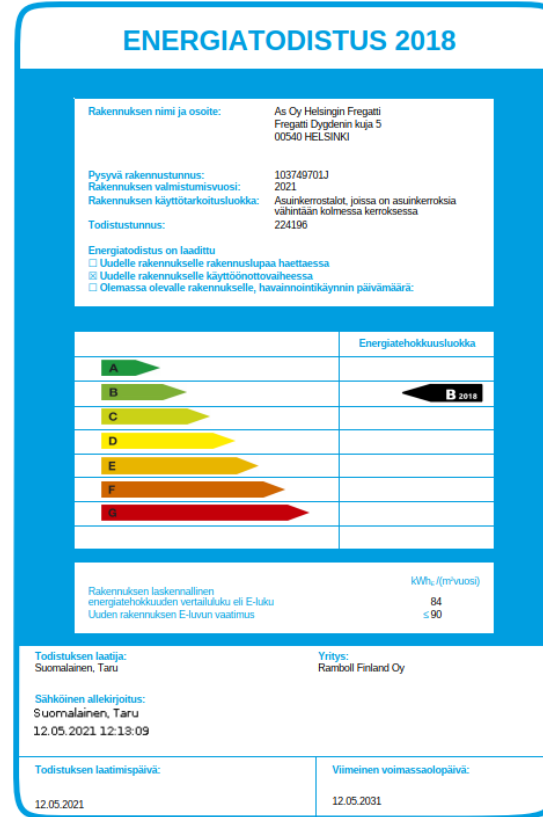 ENERGIATODISTUS 2018
Rakennuksen nimi ja osoite: As Oy Helsingin Fregatti
Fregatti Dygdenin kuja 5
00540 HELSINKI
Pysyvä rakennustunnus: 103749701J
Rakennuksen valmistumisvuosi: 2021
Rakennuksen käyttötarkoitusluokka: Asuinkerrostalot, joissa on asuinkerroksia
vähintään kolmessa kerroksessa
Todistustunnus: 224196
Energiatodistus on laadittu
☐ Uudelle rakennukselle rakennuslupaa haettaessa
☒ Uudelle rakennukselle käyttöönottovaiheessa
☐ Olemassa olevalle rakennukselle, havainnointikäynnin päivämäärä:
Energiatehokkuusluokka
A
B B 2018
C
D
E
F
G
kWhE /(m²vuosi)
Rakennuksen laskennallinen
energiatehokkuuden vertailuluku eli E-luku 84
Uuden rakennuksen E-luvun vaatimus ≤ 90
Todistuksen laatija: Yritys:
Suomalainen, Taru Ramboll Finland Oy
Sähköinen allekirjoitus:
Suomalainen, Taru
12.05.2021 12:13:09
Todistuksen laatimispäivä: Viimeinen voimassaolopäivä:
12.05.2021 12.05.2031